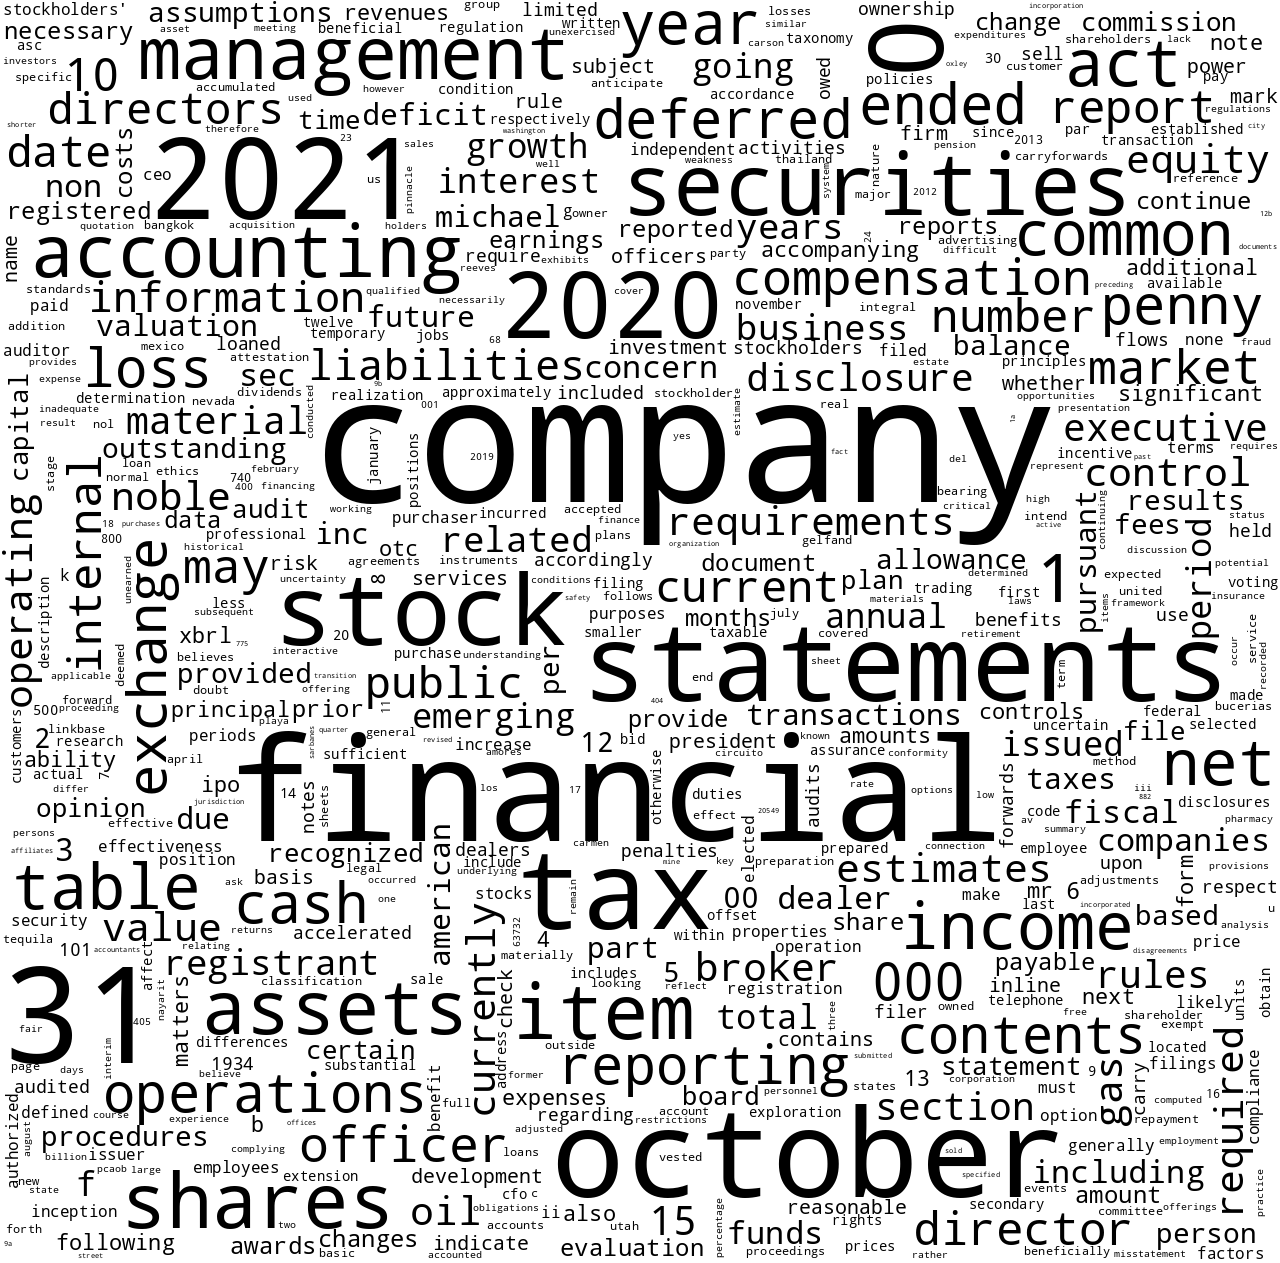 stockholders' assumptions revenues group limited year ownership incorporation
necessary asset meeting beneficial regulation written losses change commission
asc management unexercised similar carson taxonomy 0 expenditures shareholders lack note
investors 10 subject going owed oxley 30 sell act power
specific accumulated however condition anticipate accordance policies customer pay
directors used time deficit rule respectively deferred ended report mark regulations
shorter therefore 23 washington firm since 2013 par established city
date costs 2021 sales growth well independent activities pension transaction
non ceo us pinnacle interest weakness thailand systems nature carryforwards equity
securities major 2012 reference
registered quotation bangkok acquisition holders michael gowner reported years reports continue 12b
name accounting earnings officers party accompanying 24 advertising common documents
require exhibits difficult additional
standards reeves compensation preceding available
paid information qualified necessarily 2020 cover november integral number penny
addition valuation twelve future business
mexico loaned temporary jobs 68 investment stockholders filed balance flows none fraud
auditor provides attestation liabilities concern estate principles market
loss sec disclosure whether opportunities significant
expense determination nevada dividends realization 9b approximately included stockholder
inadequate material conducted 001 company estimate real 1a presentation
result nol outstanding january positions 2019 yes fact del executive
capital stage loan ethics february represent incentive past terms requires
normal 740 400 financing bearing critical high control
operating internal noble audit working purchaser incurred accepted finance intend active results
18 purchases data professional inc requirements continuing fees status
800 historical otc related plans organization gelfand pursuant held
exchange may risk agreements instruments accordingly document allowance discussion period
k unearned uncertainty 8 services conditions filing current plan determined 1 expected potential
description less subsequent stock follows safety trading materials first laws items united framework voting insurance
xbrl 775 20 purposes months july annual benefits use
believes interactive purchase understanding smaller taxable covered retirement occur service
deemed provided doubt transition offering per statements sheet term recorded
applicable public end made
forward 500 proceeding principal prior 11 emerging 404 transactions controls federal bucerias
customers 2 linkbase research periods playa sarbanes quarter general revised provide amounts uncertain file selected
ability sufficient increase 12 bid president known assurance conformity issued method
actual 7 april amores circuito net
differ ipo jurisdiction 14 notes sheets financial los 17 otherwise duties audits rate options low forwards taxes iii 882
opinion effective due effect 20549 code av fiscal disclosures
persons effectiveness carmen elected connection summary pharmacy
affiliates 3 position recognized american dealers penalties prepared employee companies
basis legal include underlying mine key preparation estimates upon adjustments form provisions
table ask occurred tax 00 dealer make mr 6 respect
security value cash one stocks remain offset share last incorporated based analysis u
tequila 101 accountants returns accelerated currently 63732 4 within properties income price
relating materially part operation disagreements
31 affect registrant classification sale check includes 5 broker 000 payable rules
nayarit looking reflect registration inline next likely units obtain
fair 405 matters assets item total three filer owned telephone free shareholder exempt
differences address contains contents located
page days interim 1934 certain outside reporting submitted statement 9 filings required
audited believe substantial former states 13 corporation must gas carry compliance
authorized operations benefit full expenses board personnel computed 16
defined course experience offices regarding account exploration section option repayment
august b adjusted restrictions
procedures complying officer loans october sold generally employment
billion issuer vested including
pcaob large employees extension development specified events practice
new f cfo c amount
state shares obligations reasonable secondary committee offerings
inception two oil ii also utah 15 percentage rights director person
forth accounts funds
9a following awards changes indicate evaluation prices
street basic accounted proceedings rather beneficially misstatement factors